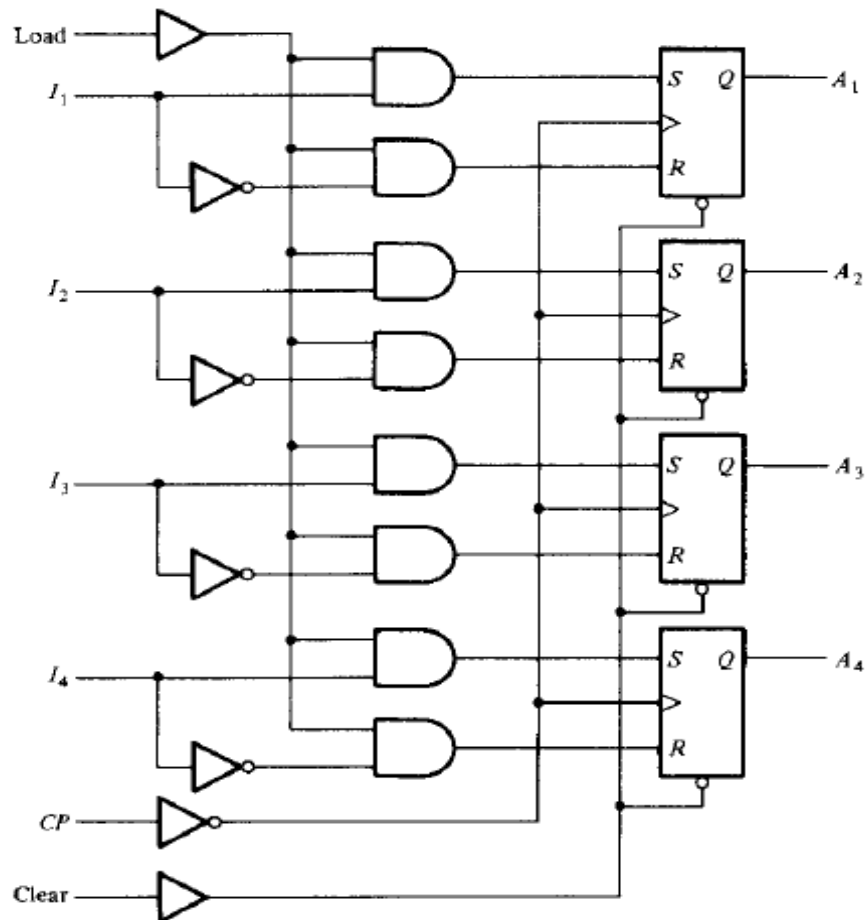 Load
I₁
S Q A₁
R
I₂
S Q A₂
R
I₃
S Q A₃
R
I₄
S Q A₄
R
CP
Clear